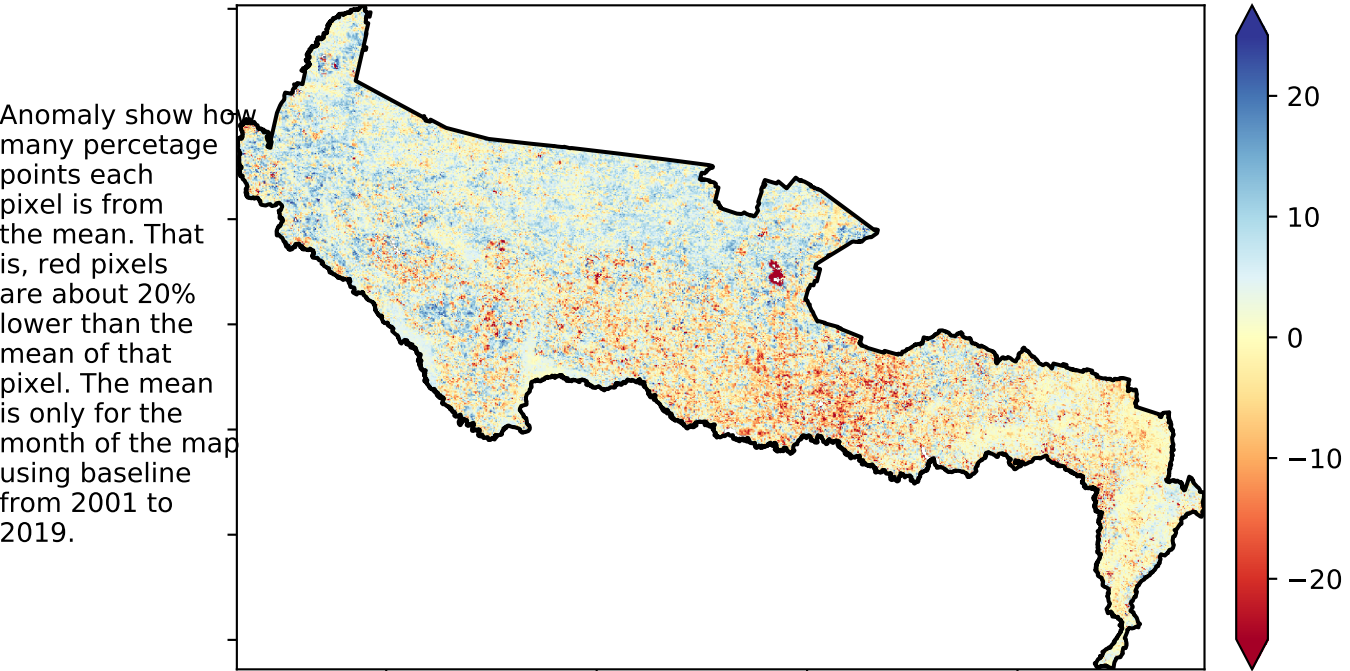 Anomaly show how
many percetage
points each
pixel is from
the mean. That
is, red pixels
are about 20%
lower than the
mean of that
pixel. The mean
is only for the
month of the map
using baseline
from 2001 to
2019.
20
10
0
−10
−20